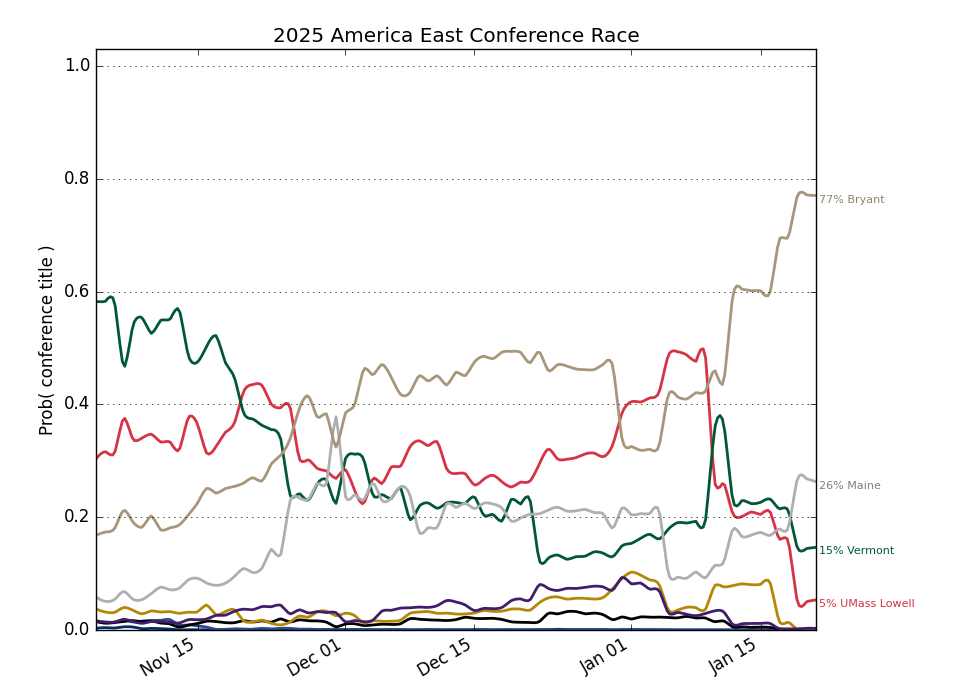 2025 America East Conference Race
Prob( conference title )
1.0
0.8
0.6
0.4
0.2
0.0
77% Bryant
26% Maine
15% Vermont
5% UMass Lowell
Nov 15
Dec 01
Dec 15
Jan 01
Jan 15